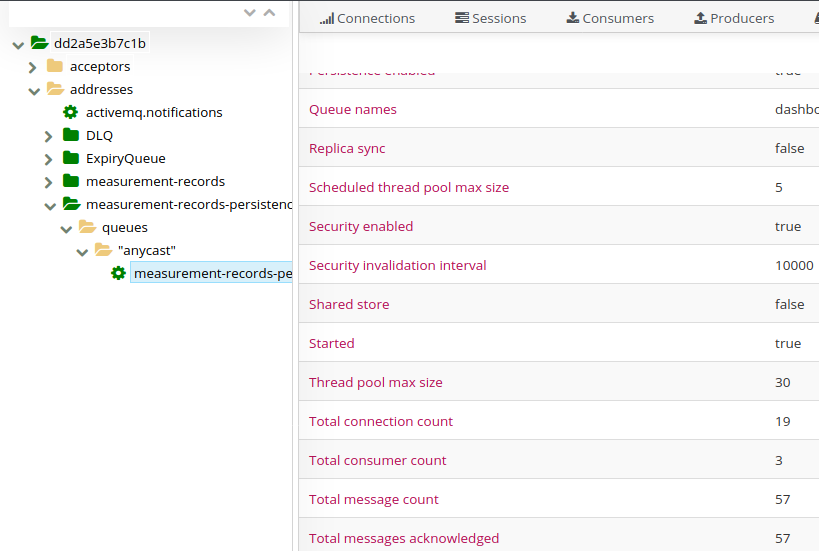 Connections Sessions Consumers Producers
dd2a5e3b7c1b
acceptors
addresses
activemq.notifications
DLQ
ExpiryQueue
measurement-records
measurement-records-persistenc
queues
"anycast"
measurement-records-pe
Persistence enabled true
Queue names dashbo
Replica sync false
Scheduled thread pool max size 5
Security enabled true
Security invalidation interval 10000
Shared store false
Started true
Thread pool max size 30
Total connection count 19
Total consumer count 3
Total message count 57
Total messages acknowledged 57